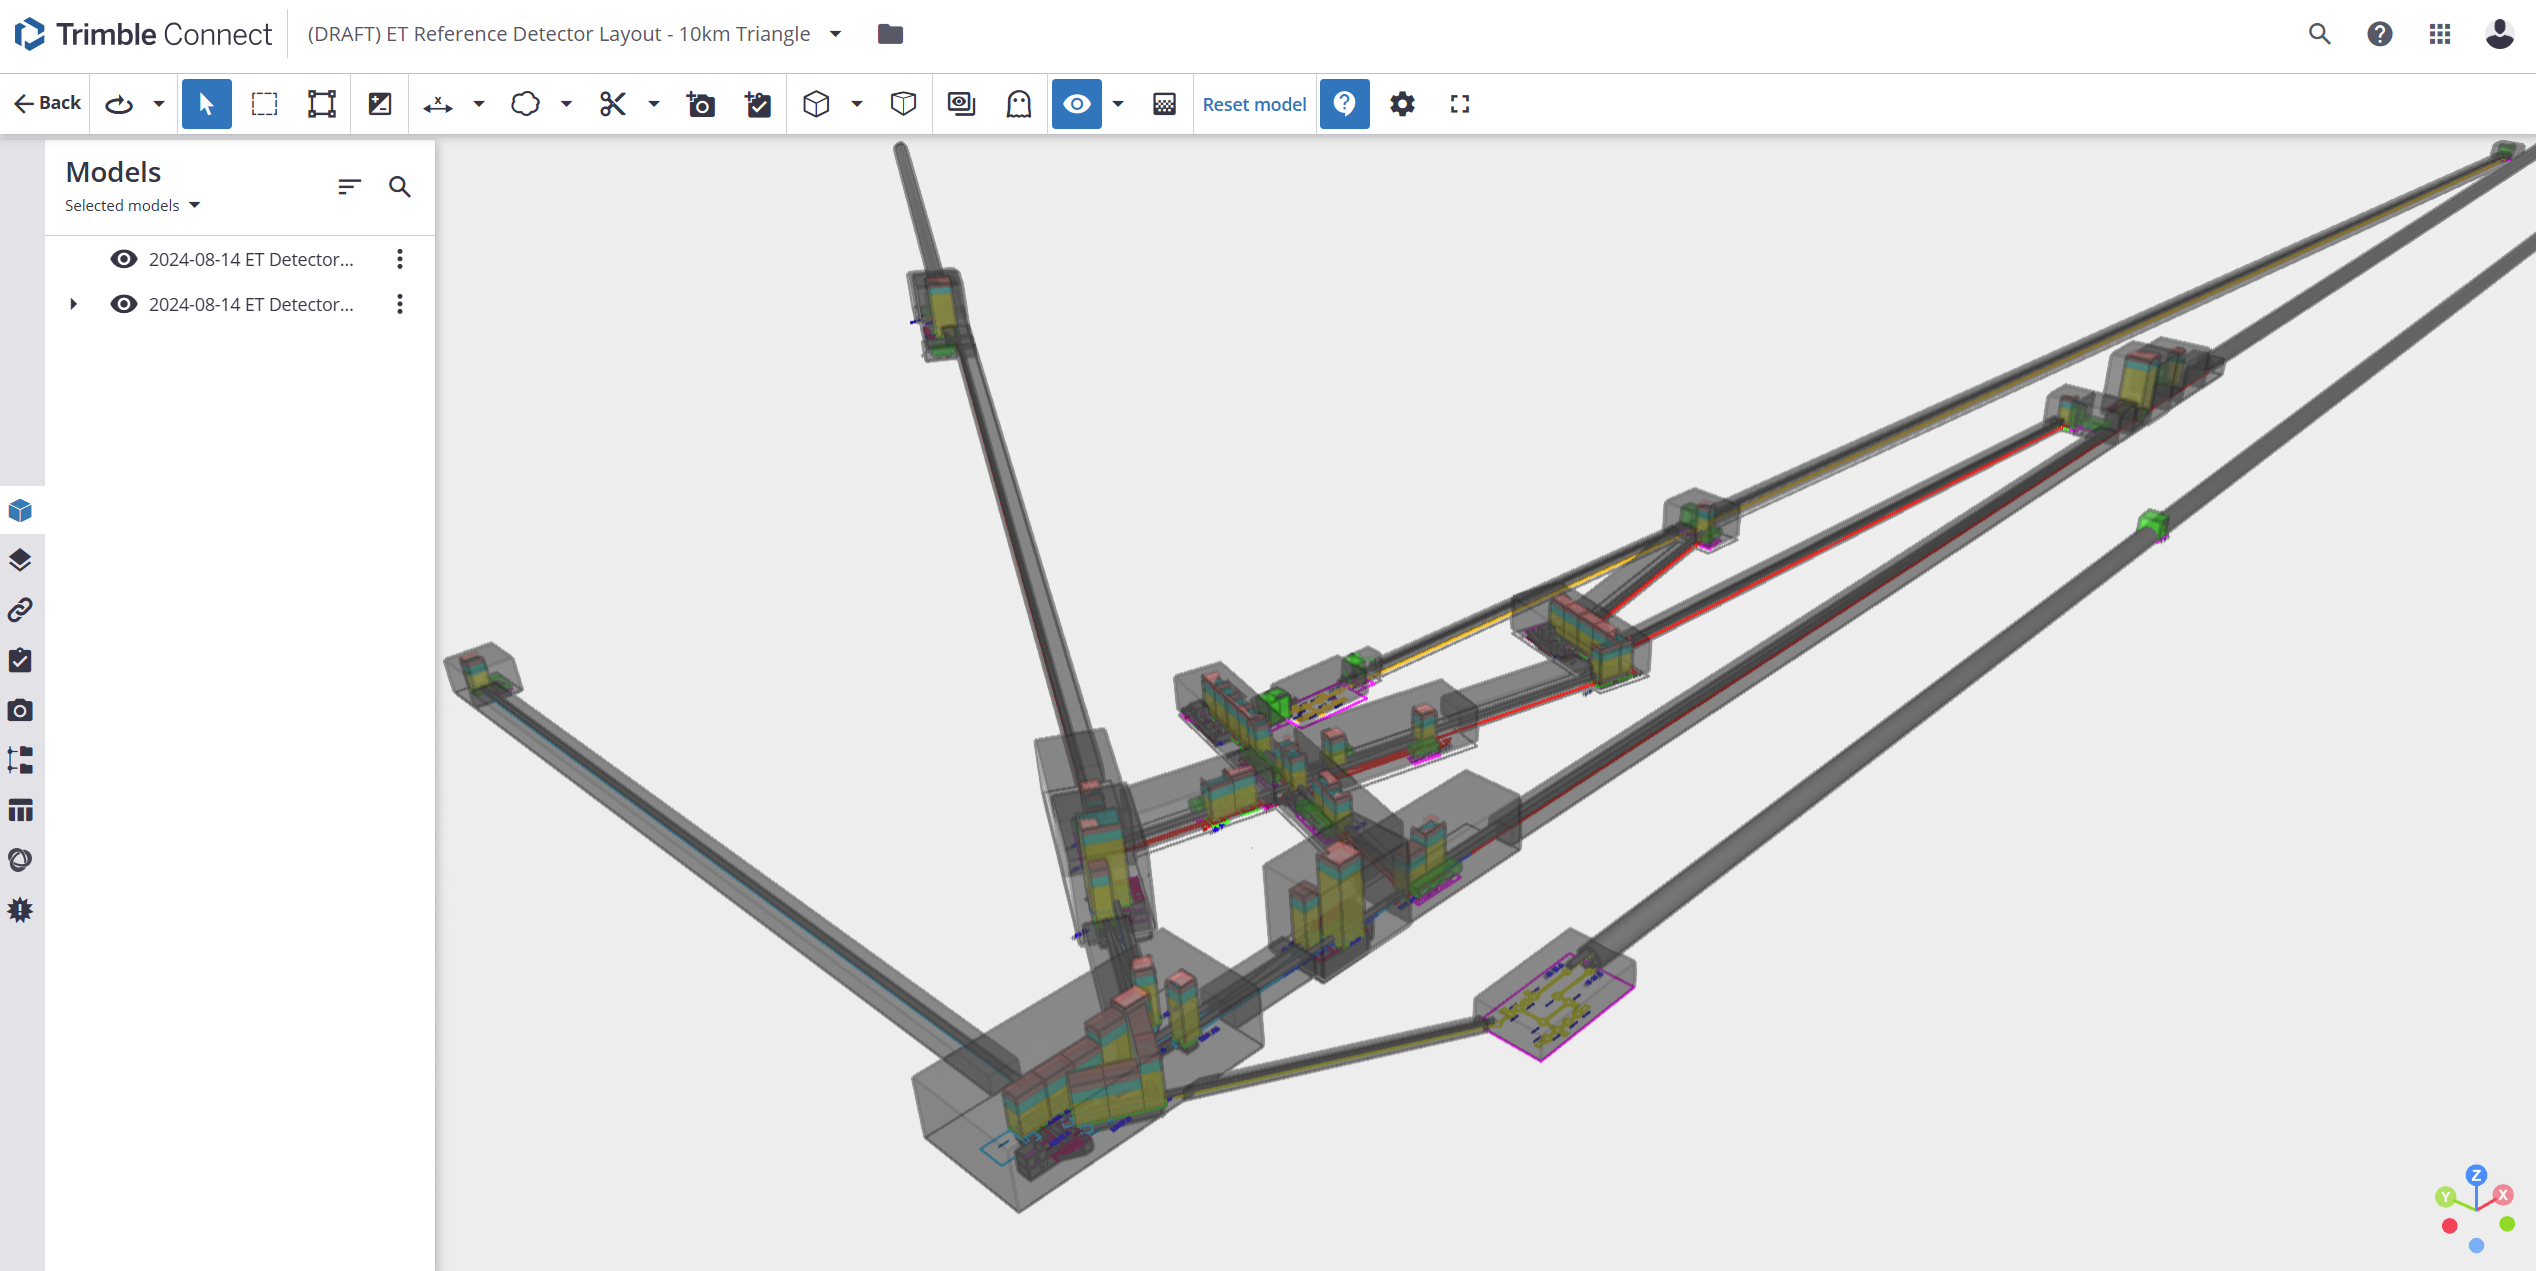 Trimble Connect
(DRAFT) ET Reference Detector Layout - 10km Triangle
Back
x
Reset model
Models
Selected models
2024-08-14 ET Detector...
2024-08-14 ET Detector...
Z
Y
X